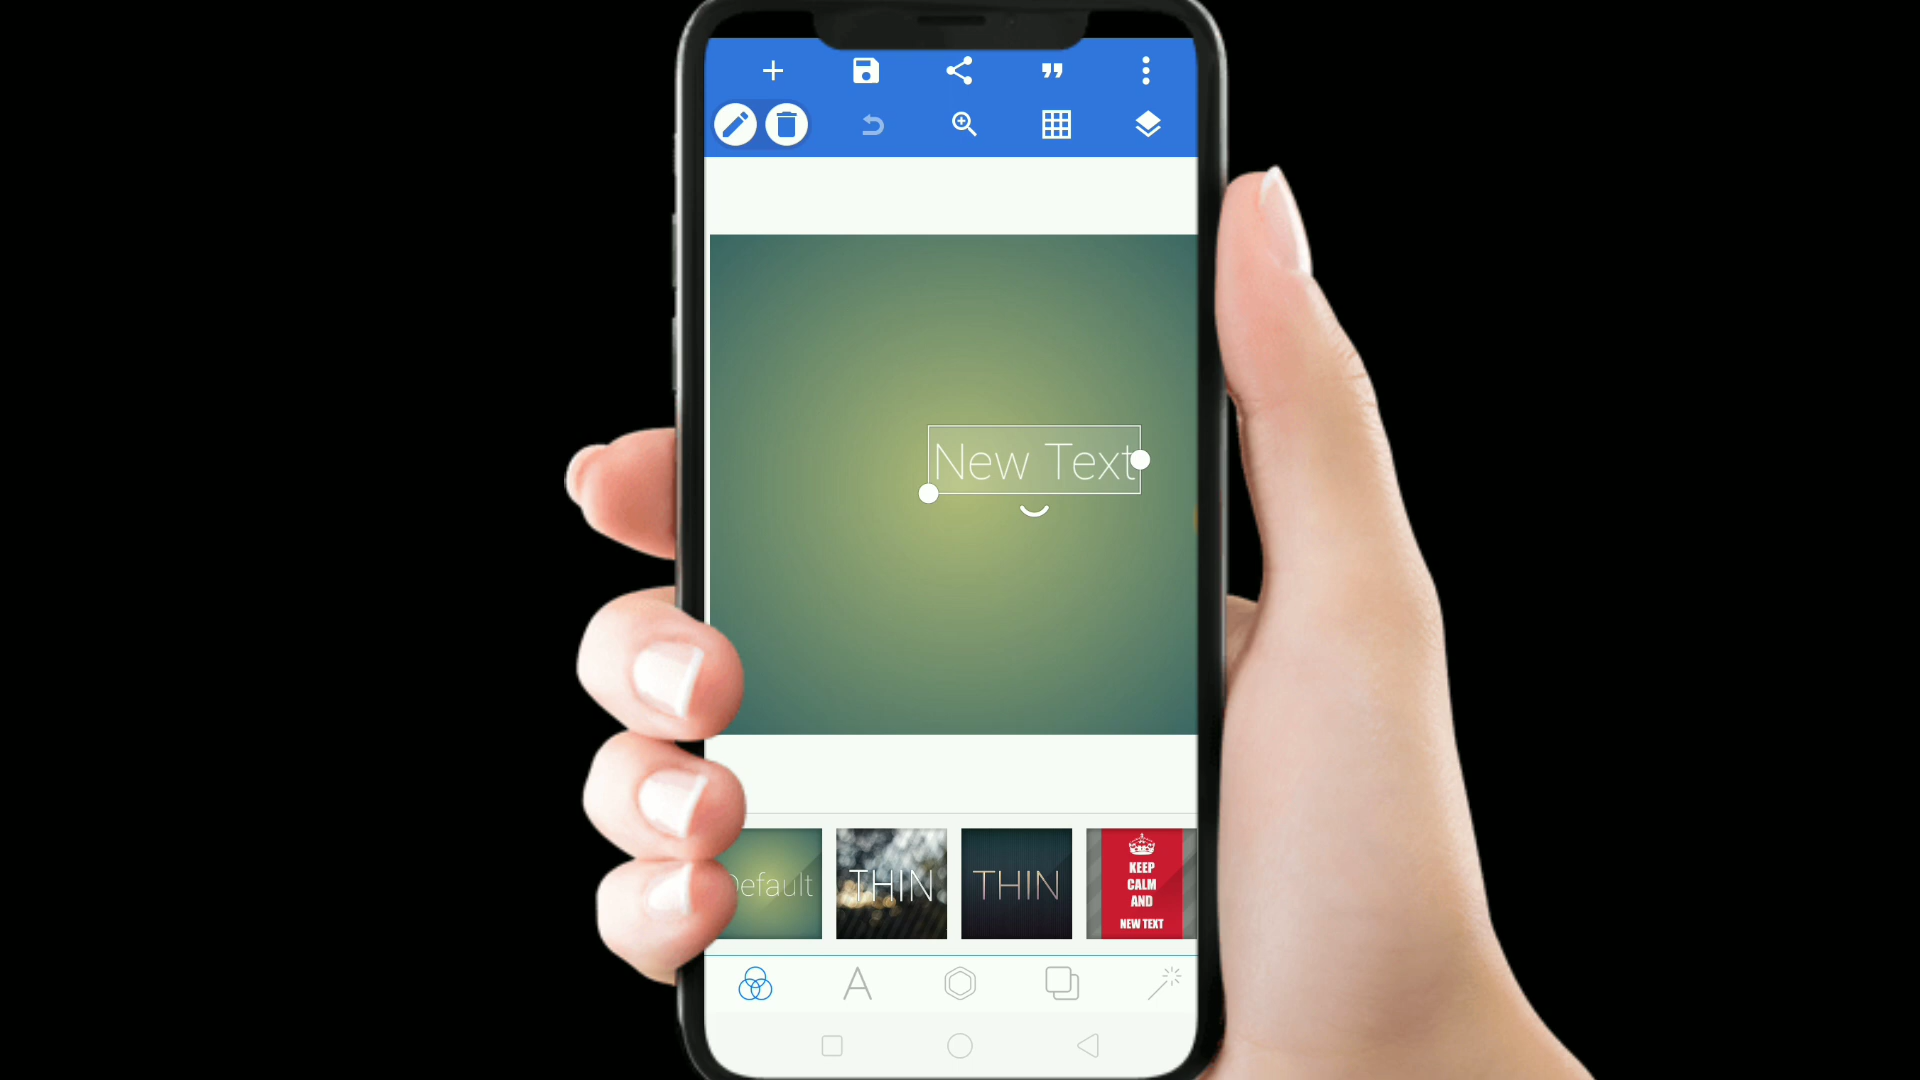 New Text
Default
THIN
THIN
KEEP
CALM
AND
NEW TEXT